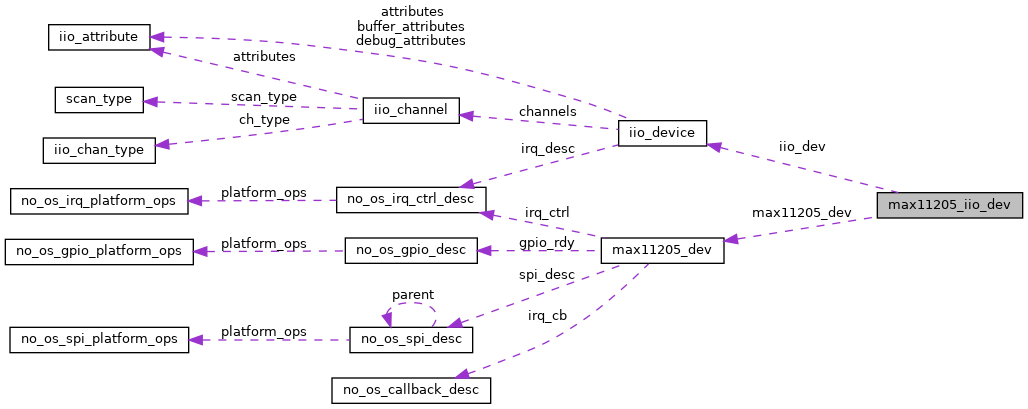 attributes
buffer_attributes
debug_attributes
iio_attribute
attributes
scan_type
scan_type
iio_channel
channels
iio_device
ch_type
iio_chan_type
irq_desc
iio_dev
no_os_irq_platform_ops
platform_ops
no_os_irq_ctrl_desc
max11205_iio_dev
irq_ctrl
max11205_dev
no_os_gpio_platform_ops
platform_ops
no_os_gpio_desc
gpio_rdy
max11205_dev
spi_desc
parent
irq_cb
no_os_spi_platform_ops
platform_ops
no_os_spi_desc
no_os_callback_desc